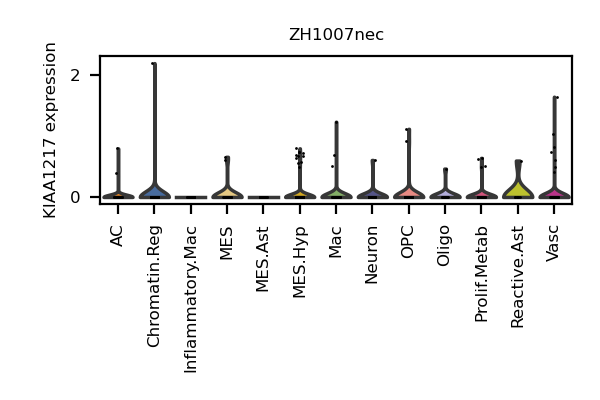 ZH1007nec
KIAA1217 expression
2
0
AC
Chromatin.Reg
Inflammatory.Mac
MES
MES.Ast
MES.Hyp
Mac
Neuron
OPC
Oligo
Prolif.Metab
Reactive.Ast
Vasc